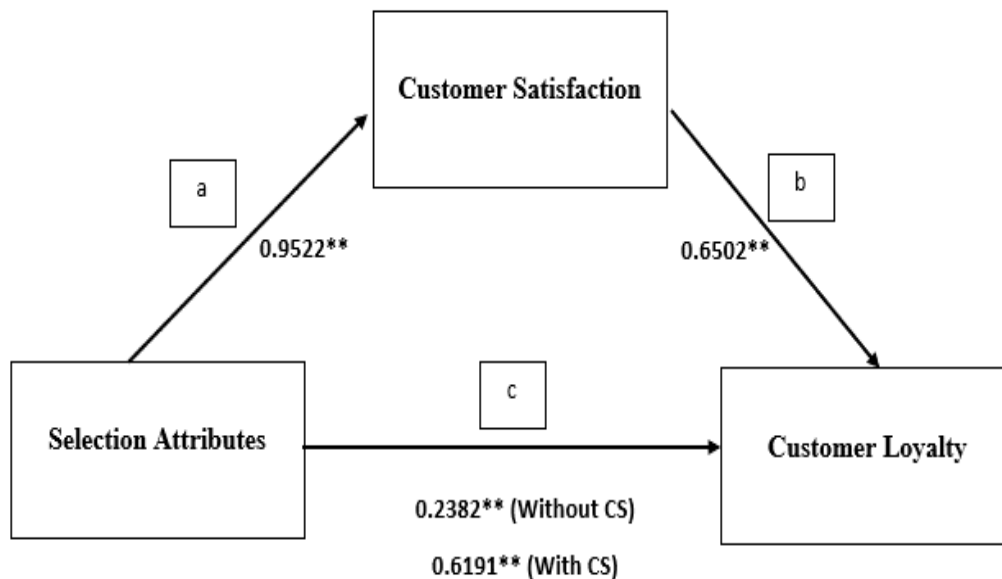 Customer Satisfaction
a
b
0.9522**
0.6502**
c
Selection Attributes
Customer Loyalty
0.2382** (Without CS)
0.6191** (With CS)